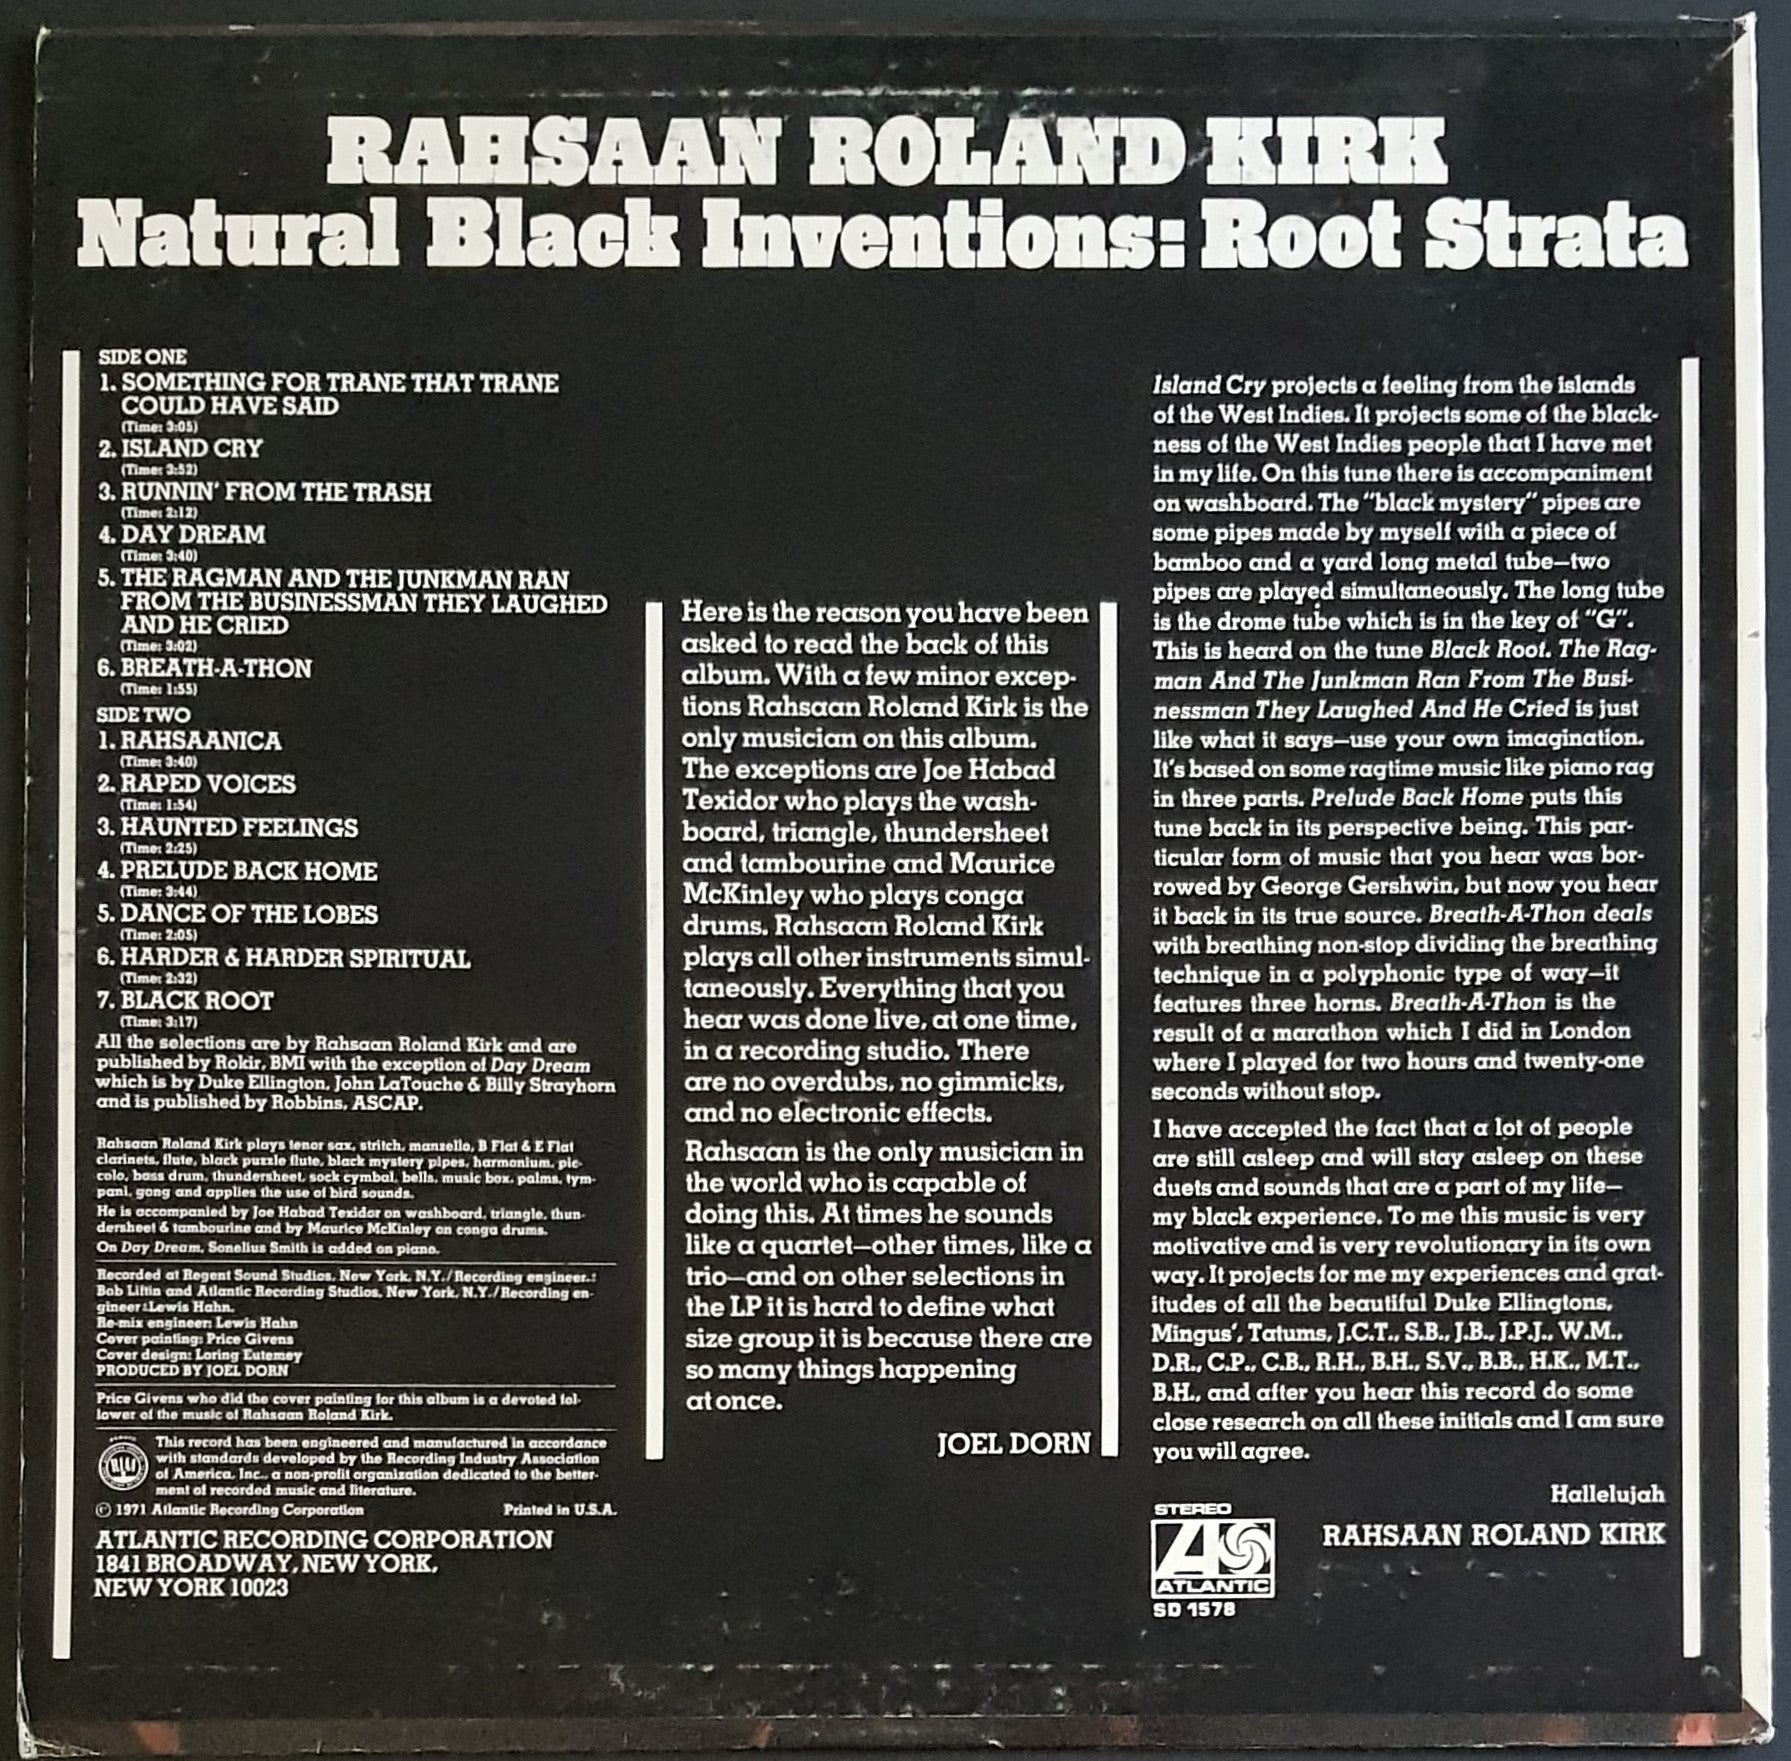 RAHSAAN ROLAND KIRK
Natural Black Inventions: Root Strata
SIDE ONE
1. SOMETHING FOR TRANE THAT TRANE
COULD HAVE SAID
(Time: 3:05)
2. ISLAND CRY
(Time: 3:52)
3. RUNNIN' FROM THE TRASH
(Time: 2:12)
4. DAY DREAM
(Time: 3:40)
5. THE RAGMAN AND THE JUNKMAN RAN
FROM THE BUSINESSMAN THEY LAUGHED
AND HE CRIED
(Time: 3:02)
6. BREATH-A-THON
(Time: 1:55)
SIDE TWO
1. RAHSAANICA
(Time: 3:40)
2. RAPED VOICES
(Time: 1:54)
3. HAUNTED FEELINGS
(Time: 2:25)
4. PRELUDE BACK HOME
(Time: 3:44)
5. DANCE OF THE LOBES
(Time: 2:05)
6. HARDER & HARDER SPIRITUAL
(Time: 2:32)
7. BLACK ROOT
(Time: 3:17)
All the selections are by Rahsaan Roland Kirk and are
published by Rokir, BMI with the exception of Day Dream
which is by Duke Ellington, John LaTouche & Billy Strayhorn
and is published by Robbins, ASCAP.
Rahsaan Roland Kirk plays tenor sax, stritch, manzello, B Flat & E Flat
clarinets, flute, black puzzle flute, black mystery pipes, harmonium, pic-
colo, bass drum, thundersheet, sock cymbal, bells, music box, palms, tym-
pani, gong and applies the use of bird sounds.
He is accompanied by Joe Habad Texidor on washboard, triangle, thun-
dersheet & tambourine and by Maurice McKinley on conga drums.
On Day Dream, Sonelius Smith is added on piano.
Recorded at Regent Sound Studios, New York, N.Y./Recording engineer.:
Bob Liftin and Atlantic Recording Studios, New York, N.Y./Recording en-
gineer:Lewis Hahn.
Re-mix engineer: Lewis Hahn
Cover painting: Price Givens
Cover design: Loring Eutemey
PRODUCED BY JOEL DORN
Price Givens who did the cover painting for this album is a devoted fol-
lower of the music of Rahsaan Roland Kirk.
This record has been engineered and manufactured in accordance
with standards developed by the Recording Industry Association
of America, Inc., a non-profit organization dedicated to the better-
ment of recorded music and literature.
Ⓟ 1971 Atlantic Recording Corporation Printed in U.S.A.
ATLANTIC RECORDING CORPORATION
1841 BROADWAY, NEW YORK,
NEW YORK 10023
Here is the reason you have been
asked to read the back of this
album. With a few minor excep-
tions Rahsaan Roland Kirk is the
only musician on this album.
The exceptions are Joe Habad
Texidor who plays the wash-
board, triangle, thundersheet
and tambourine and Maurice
McKinley who plays conga
drums. Rahsaan Roland Kirk
plays all other instruments simul-
taneously. Everything that you
hear was done live, at one time,
in a recording studio. There
are no overdubs, no gimmicks,
and no electronic effects.
Rahsaan is the only musician in
the world who is capable of
doing this. At times he sounds
like a quartet—other times, like a
trio—and on other selections in
the LP it is hard to define what
size group it is because there are
so many things happening
at once.
JOEL DORN
Island Cry projects a feeling from the islands
of the West Indies. It projects some of the black-
ness of the West Indies people that I have met
in my life. On this tune there is accompaniment
on washboard. The "black mystery" pipes are
some pipes made by myself with a piece of
bamboo and a yard long metal tube—two
pipes are played simultaneously. The long tube
is the drome tube which is in the key of "G".
This is heard on the tune Black Root. The Rag-
man And The Junkman Ran From The Busi-
nessman They Laughed And He Cried is just
like what it says—use your own imagination.
It's based on some ragtime music like piano rag
in three parts. Prelude Back Home puts this
tune back in its perspective being. This par-
ticular form of music that you hear was bor-
rowed by George Gershwin, but now you hear
it back in its true source. Breath-A-Thon deals
with breathing non-stop dividing the breathing
technique in a polyphonic type of way—it
features three horns. Breath-A-Thon is the
result of a marathon which I did in London
where I played for two hours and twenty-one
seconds without stop.
I have accepted the fact that a lot of people
are still asleep and will stay asleep on these
duets and sounds that are a part of my life—
my black experience. To me this music is very
motivative and is very revolutionary in its own
way. It projects for me my experiences and grat-
itudes of all the beautiful Duke Ellingtons,
Mingus', Tatums, J.C.T., S.B., J.B., J.P.J., W.M.,
D.R., C.P., C.B., R.H., B.H., S.V., B.B., H.K., M.T.,
B.H., and after you hear this record do some
close research on all these initials and I am sure
you will agree.
Hallelujah
RAHSAAN ROLAND KIRK
STEREO
ATLANTIC
SD 1578